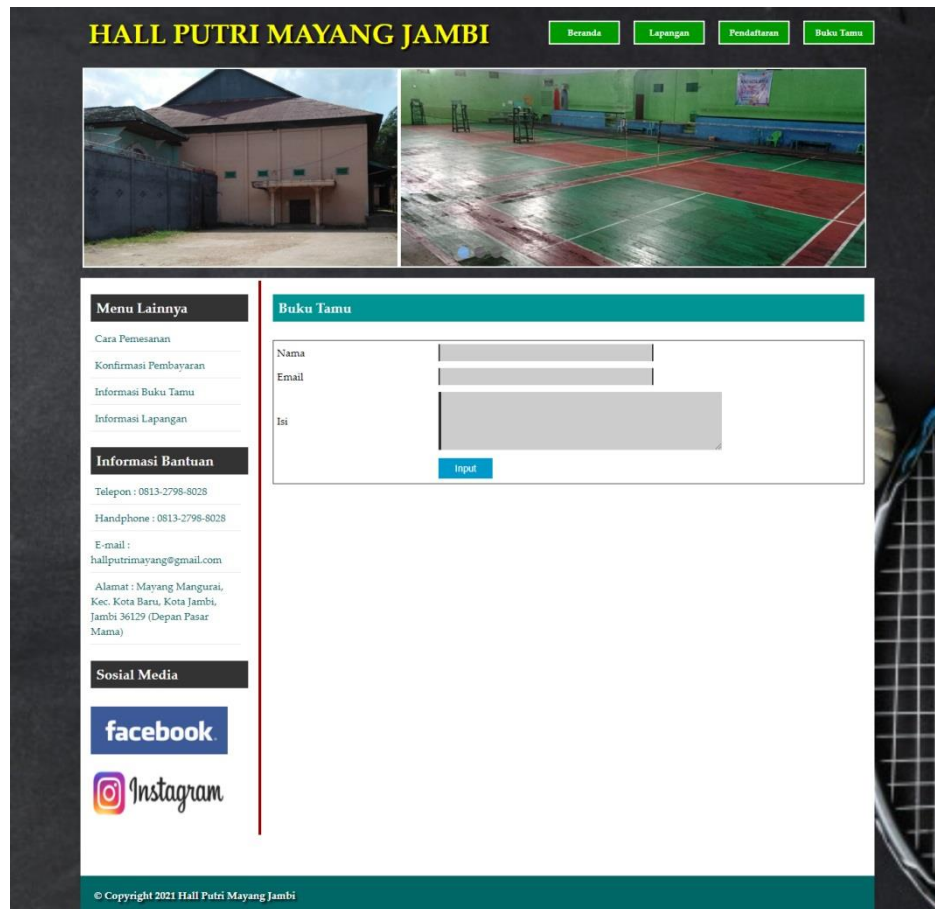 HALL PUTRI MAYANG JAMBI
Beranda
Lapangan
Pendaftaran
Buku Tamu
Menu Lainnya
Cara Pemesanan
Konfirmasi Pembayaran
Informasi Buku Tamu
Informasi Lapangan
Informasi Bantuan
Telepon : 0813-2798-8028
Handphone : 0813-2798-8028
E-mail :
hallputrimayang@gmail.com
Alamat : Mayang Mangurai,
Kec. Kota Baru, Kota Jambi,
Jambi 36129 (Depan Pasar
Mama)
Sosial Media
facebook.
Instagram
Buku Tamu
Nama
Email
Isi
Input
© Copyright 2021 Hall Putri Mayang Jambi